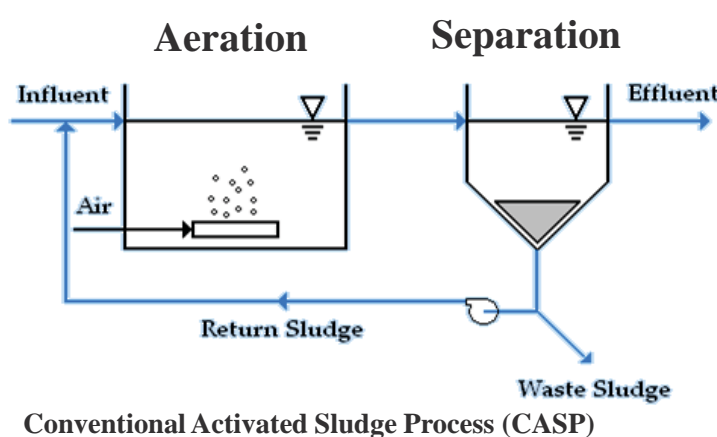 Aeration
Separation
Influent
Effluent
Air
Return Sludge
Waste Sludge
Conventional Activated Sludge Process (CASP)